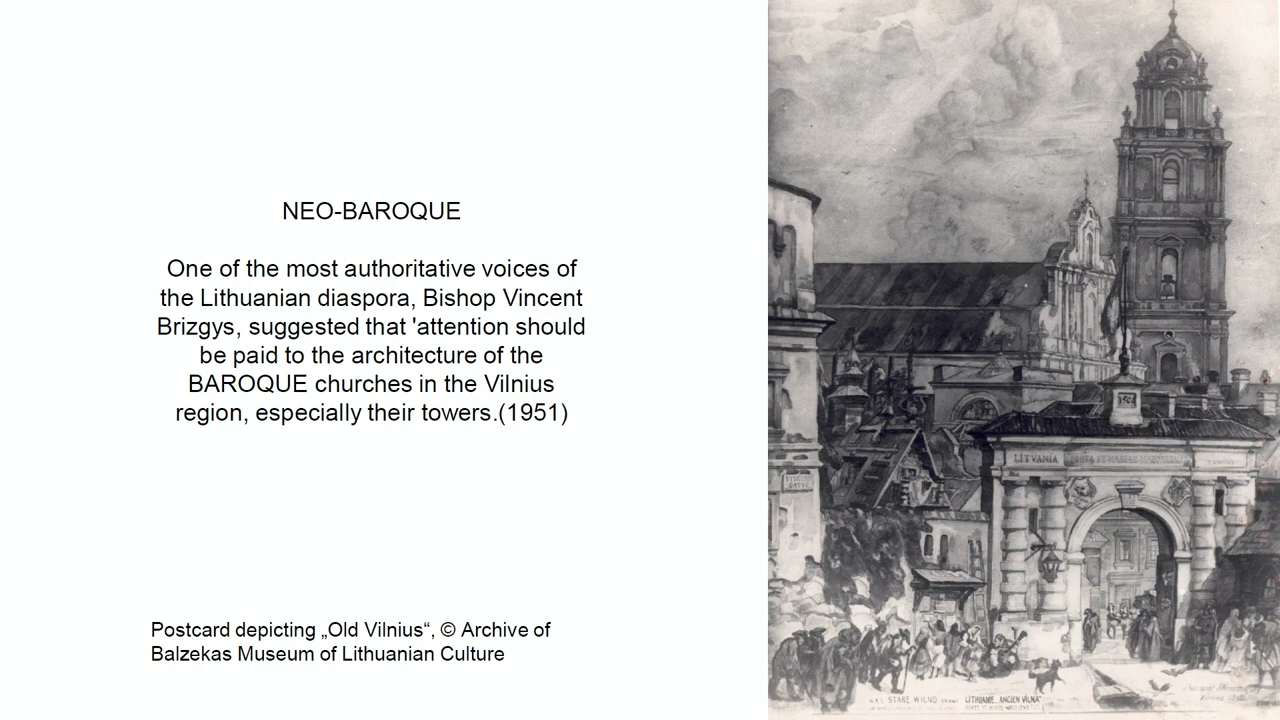 NEO-BAROQUE
One of the most authoritative voices of
the Lithuanian diaspora, Bishop Vincent
Brizgys, suggested that 'attention should
be paid to the architecture of the
BAROQUE churches in the Vilnius
region, especially their towers.(1951)
Postcard depicting „Old Vilnius“, © Archive of
Balzekas Museum of Lithuanian Culture
LITVANIA
STARE WILNO
LITHUANIE ANCIEN VILNA